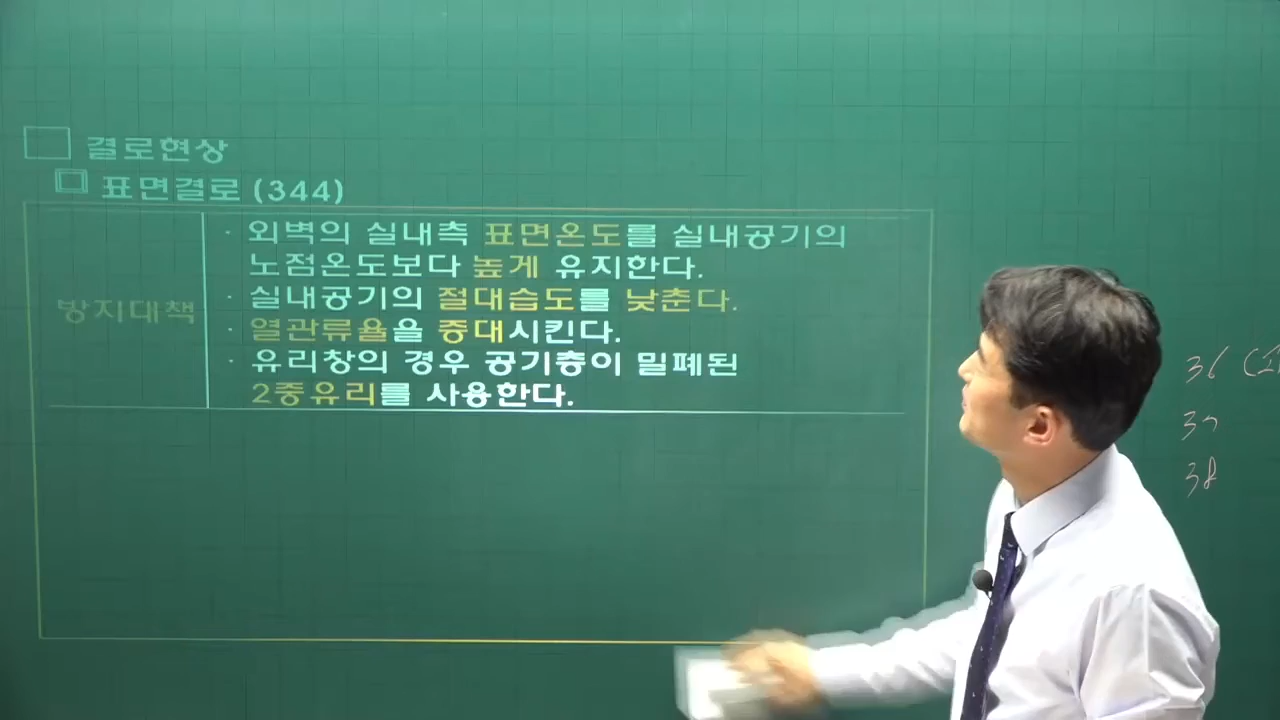 결로현상
표면결로 (344)
방지대책
· 외벽의 실내측 표면온도를 실내공기의
노점온도보다 높게 유지한다.
· 실내공기의 절대습도를 낮춘다.
· 열관류율을 증대시킨다.
· 유리창의 경우 공기층이 밀폐된
2중유리를 사용한다.
36
37
38